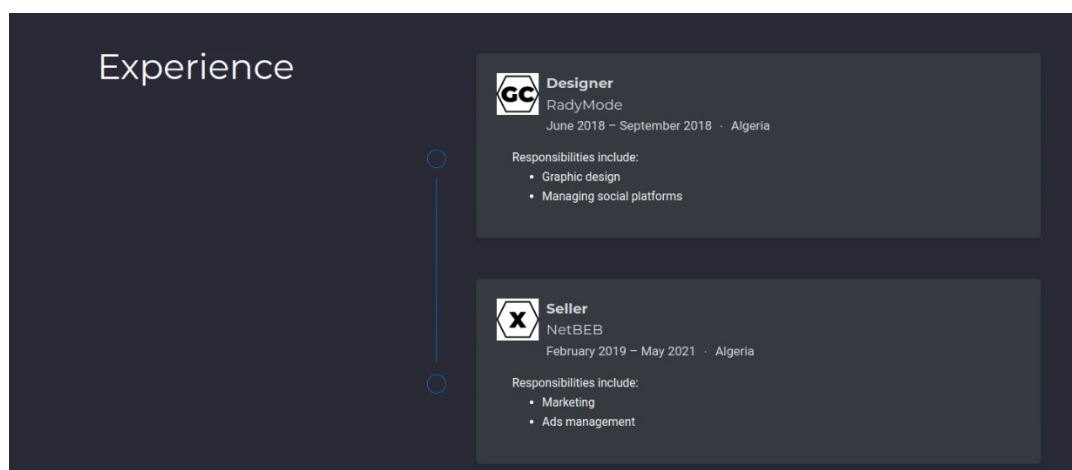 Experience
GC
Designer
RadyMode
June 2018 – September 2018 · Algeria
Responsibilities include:
• Graphic design
• Managing social platforms
X
Seller
NetBEB
February 2019 – May 2021 · Algeria
Responsibilities include:
• Marketing
• Ads management